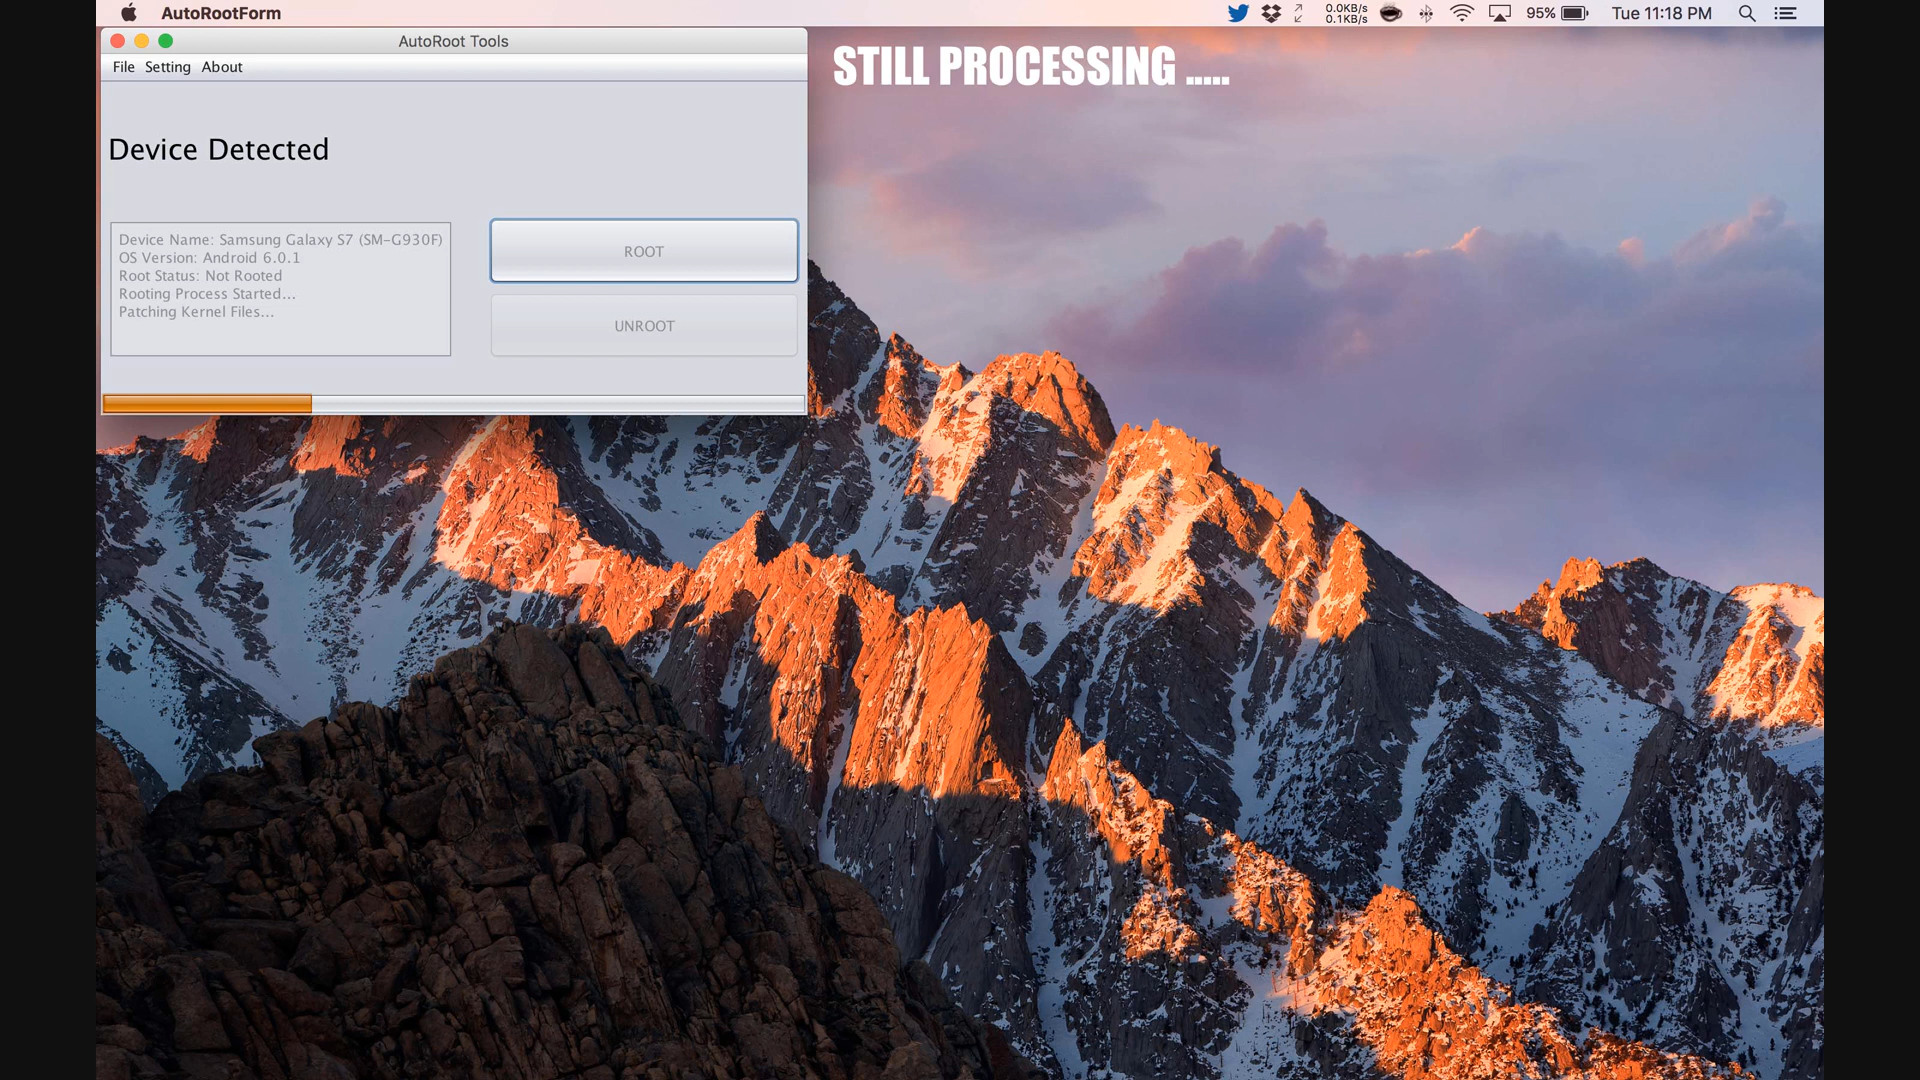 AutoRootForm
0.0KB/s
0.1KB/s
95%
Tue 11:18 PM
AutoRoot Tools
STILL PROCESSING .....
File Setting About
Device Detected
Device Name: Samsung Galaxy S7 (SM-G930F)
OS Version: Android 6.0.1
Root Status: Not Rooted
Rooting Process Started...
Patching Kernel Files...
ROOT
UNROOT